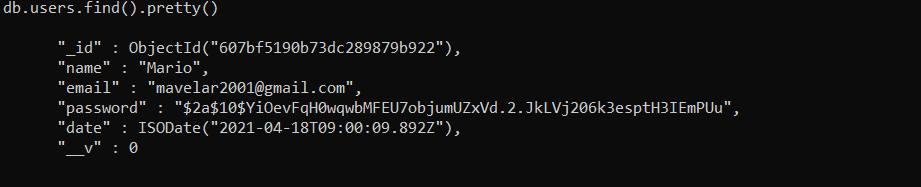 db.users.find().pretty()
"_id" : ObjectId("607bf5190b73dc289879b922"),
"name" : "Mario",
"email" : "mavelar2001@gmail.com",
"password" : "$2a$10$YiOevFqH0wqwbMFEU7objumUZxVd.2.JkLVj206k3esptH3IEmPUu",
"date" : ISODate("2021-04-18T09:00:09.892Z"),
"__v" : 0